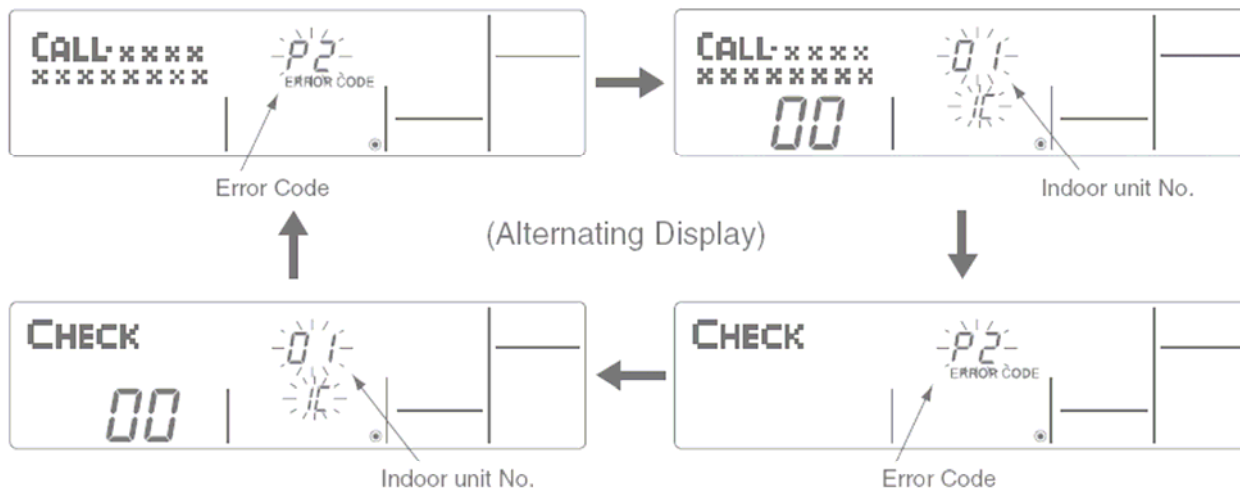 CALL·xxxx
xxxxxxxx
P2
ERROR CODE
Error Code
CALL·xxxx
xxxxxxxx
01
1C
00
Indoor unit No.
(Alternating Display)
CHECK
01
1C
00
Indoor unit No.
CHECK
P2
ERROR CODE
Error Code